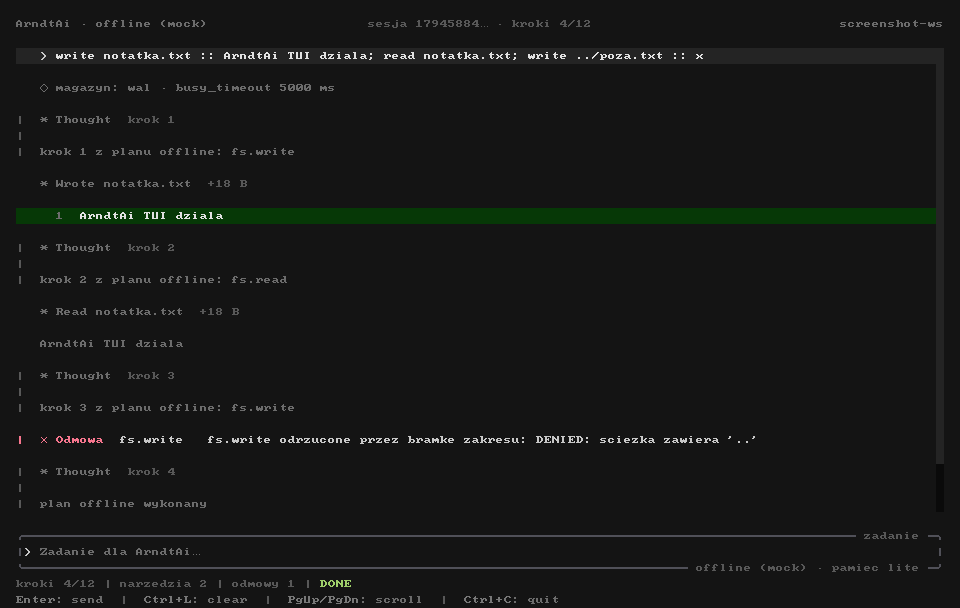 ArndtAi · offline (mock) sesja 17945884… · kroki 4/12 screenshot-ws
> write notatka.txt :: ArndtAi TUI dziala; read notatka.txt; write ../poza.txt :: x
◇ magazyn: wal · busy_timeout 5000 ms
* Thought krok 1
krok 1 z planu offline: fs.write
* Wrote notatka.txt +18 B
1 ArndtAi TUI dziala
* Thought krok 2
krok 2 z planu offline: fs.read
* Read notatka.txt +18 B
ArndtAi TUI dziala
* Thought krok 3
krok 3 z planu offline: fs.write
× Odmowa fs.write fs.write odrzucone przez bramke zakresu: DENIED: sciezka zawiera '..'
* Thought krok 4
plan offline wykonany
zadanie
> Zadanie dla ArndtAi…
offline (mock) · pamiec lite
kroki 4/12 | narzedzia 2 | odmowy 1 | DONE
Enter: send | Ctrl+L: clear | PgUp/PgDn: scroll | Ctrl+C: quit